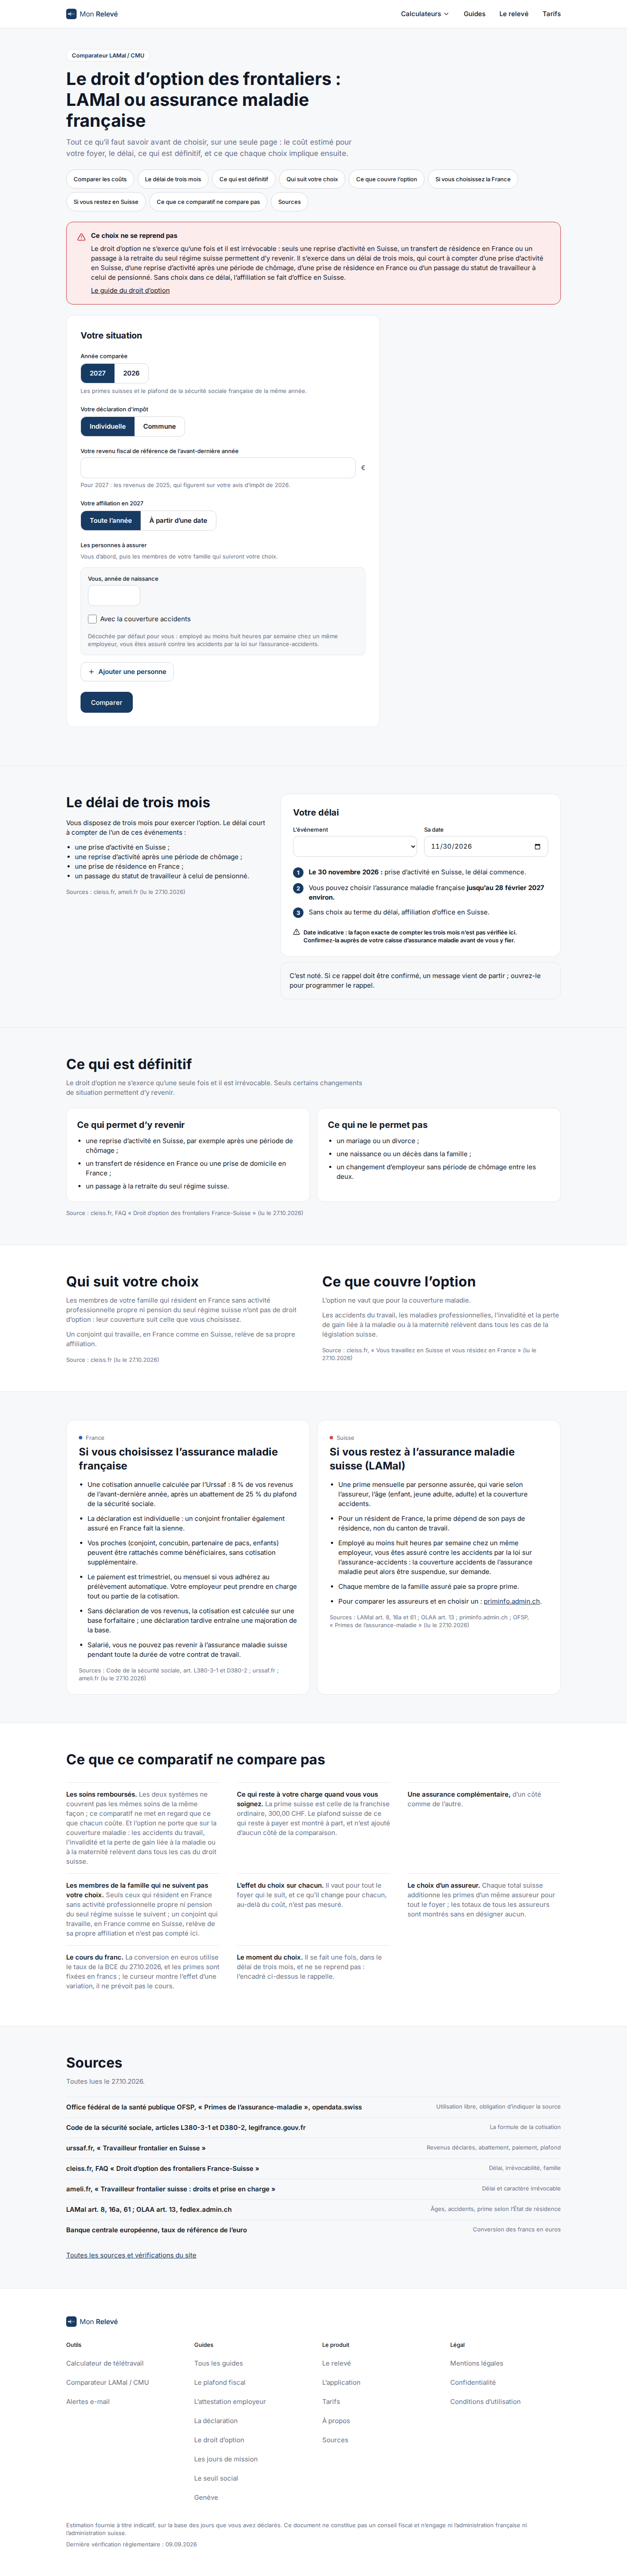 Mon Relevé
Calculateurs
Guides
Le relevé
Tarifs
Comparateur LAMal / CMU
Le droit d’option des frontaliers :
LAMal ou assurance maladie
française
Tout ce qu’il faut savoir avant de choisir, sur une seule page : le coût estimé pour
votre foyer, le délai, ce qui est définitif, et ce que chaque choix implique ensuite.
Comparer les coûts
Le délai de trois mois
Ce qui est définitif
Qui suit votre choix
Ce que couvre l’option
Si vous choisissez la France
Si vous restez en Suisse
Ce que ce comparatif ne compare pas
Sources
Ce choix ne se reprend pas
Le droit d’option ne s’exerce qu’une fois et il est irrévocable : seuls une reprise d’activité en Suisse, un transfert de résidence en France ou un
passage à la retraite du seul régime suisse permettent d’y revenir. Il s’exerce dans un délai de trois mois, qui court à compter d’une prise d’activité
en Suisse, d’une reprise d’activité après une période de chômage, d’une prise de résidence en France ou d’un passage du statut de travailleur à
celui de pensionné. Sans choix dans ce délai, l’affiliation se fait d’office en Suisse.
Le guide du droit d’option
Votre situation
Année comparée
2027
2026
Les primes suisses et le plafond de la sécurité sociale française de la même année.
Votre déclaration d’impôt
Individuelle
Commune
Votre revenu fiscal de référence de l’avant-dernière année
€
Pour 2027 : les revenus de 2025, qui figurent sur votre avis d’impôt de 2026.
Votre affiliation en 2027
Toute l’année
À partir d’une date
Les personnes à assurer
Vous d’abord, puis les membres de votre famille qui suivront votre choix.
Vous, année de naissance
Avec la couverture accidents
Décochée par défaut pour vous : employé au moins huit heures par semaine chez un même
employeur, vous êtes assuré contre les accidents par la loi sur l’assurance-accidents.
Ajouter une personne
Comparer
Le délai de trois mois
Vous disposez de trois mois pour exercer l’option. Le délai court
à compter de l’un de ces événements :
• une prise d’activité en Suisse ;
• une reprise d’activité après une période de chômage ;
• une prise de résidence en France ;
• un passage du statut de travailleur à celui de pensionné.
Sources : cleiss.fr, ameli.fr (lu le 27.10.2026)
Votre délai
L’événement
Sa date
11/30/2026
1 Le 30 novembre 2026 : prise d’activité en Suisse, le délai commence.
2 Vous pouvez choisir l’assurance maladie française jusqu’au 28 février 2027
environ.
3 Sans choix au terme du délai, affiliation d’office en Suisse.
Date indicative : la façon exacte de compter les trois mois n’est pas vérifiée ici.
Confirmez-la auprès de votre caisse d’assurance maladie avant de vous y fier.
C’est noté. Si ce rappel doit être confirmé, un message vient de partir ; ouvrez-le
pour programmer le rappel.
Ce qui est définitif
Le droit d’option ne s’exerce qu’une seule fois et il est irrévocable. Seuls certains changements
de situation permettent d’y revenir.
Ce qui permet d’y revenir
• une reprise d’activité en Suisse, par exemple après une période de
chômage ;
• un transfert de résidence en France ou une prise de domicile en
France ;
• un passage à la retraite du seul régime suisse.
Ce qui ne le permet pas
• un mariage ou un divorce ;
• une naissance ou un décès dans la famille ;
• un changement d’employeur sans période de chômage entre les
deux.
Source : cleiss.fr, FAQ « Droit d’option des frontaliers France-Suisse » (lu le 27.10.2026)
Qui suit votre choix
Les membres de votre famille qui résident en France sans activité
professionnelle propre ni pension du seul régime suisse n’ont pas de droit
d’option : leur couverture suit celle que vous choisissez.
Un conjoint qui travaille, en France comme en Suisse, relève de sa propre
affiliation.
Source : cleiss.fr (lu le 27.10.2026)
Ce que couvre l’option
L’option ne vaut que pour la couverture maladie.
Les accidents du travail, les maladies professionnelles, l’invalidité et la perte
de gain liée à la maladie ou à la maternité relèvent dans tous les cas de la
législation suisse.
Source : cleiss.fr, « Vous travaillez en Suisse et vous résidez en France » (lu le
27.10.2026)
France
Si vous choisissez l’assurance maladie
française
• Une cotisation annuelle calculée par l’Urssaf : 8 % de vos revenus
de l’avant-dernière année, après un abattement de 25 % du plafond
de la sécurité sociale.
• La déclaration est individuelle : un conjoint frontalier également
assuré en France fait la sienne.
• Vos proches (conjoint, concubin, partenaire de pacs, enfants)
peuvent être rattachés comme bénéficiaires, sans cotisation
supplémentaire.
• Le paiement est trimestriel, ou mensuel si vous adhérez au
prélèvement automatique. Votre employeur peut prendre en charge
tout ou partie de la cotisation.
• Sans déclaration de vos revenus, la cotisation est calculée sur une
base forfaitaire ; une déclaration tardive entraîne une majoration de
la base.
• Salarié, vous ne pouvez pas revenir à l’assurance maladie suisse
pendant toute la durée de votre contrat de travail.
Sources : Code de la sécurité sociale, art. L380-3-1 et D380-2 ; urssaf.fr ;
ameli.fr (lu le 27.10.2026)
Suisse
Si vous restez à l’assurance maladie
suisse (LAMal)
• Une prime mensuelle par personne assurée, qui varie selon
l’assureur, l’âge (enfant, jeune adulte, adulte) et la couverture
accidents.
• Pour un résident de France, la prime dépend de son pays de
résidence, non du canton de travail.
• Employé au moins huit heures par semaine chez un même
employeur, vous êtes assuré contre les accidents par la loi sur
l’assurance-accidents : la couverture accidents de l’assurance
maladie peut alors être suspendue, sur demande.
• Chaque membre de la famille assuré paie sa propre prime.
• Pour comparer les assureurs et en choisir un : priminfo.admin.ch.
Sources : LAMal art. 8, 16a et 61 ; OLAA art. 13 ; priminfo.admin.ch ; OFSP,
« Primes de l’assurance-maladie » (lu le 27.10.2026)
Ce que ce comparatif ne compare pas
Les soins remboursés. Les deux systèmes ne
couvrent pas les mêmes soins de la même
façon ; ce comparatif ne met en regard que ce
que chacun coûte. Et l’option ne porte que sur la
couverture maladie : les accidents du travail,
l’invalidité et la perte de gain liée à la maladie ou
à la maternité relèvent dans tous les cas du droit
suisse.
Ce qui reste à votre charge quand vous vous
soignez. La prime suisse est celle de la franchise
ordinaire, 300,00 CHF. Le plafond suisse de ce
qui reste à payer est montré à part, et n’est ajouté
d’aucun côté de la comparaison.
Une assurance complémentaire, d’un côté
comme de l’autre.
Les membres de la famille qui ne suivent pas
votre choix. Seuls ceux qui résident en France
sans activité professionnelle propre ni pension
du seul régime suisse le suivent ; un conjoint qui
travaille, en France comme en Suisse, relève de
sa propre affiliation et n’est pas compté ici.
L’effet du choix sur chacun. Il vaut pour tout le
foyer qui le suit, et ce qu’il change pour chacun,
au-delà du coût, n’est pas mesuré.
Le choix d’un assureur. Chaque total suisse
additionne les primes d’un même assureur pour
tout le foyer ; les totaux de tous les assureurs
sont montrés sans en désigner aucun.
Le cours du franc. La conversion en euros utilise
le taux de la BCE du 27.10.2026, et les primes sont
fixées en francs ; le curseur montre l’effet d’une
variation, il ne prévoit pas le cours.
Le moment du choix. Il se fait une fois, dans le
délai de trois mois, et ne se reprend pas :
l’encadré ci-dessus le rappelle.
Sources
Toutes lues le 27.10.2026.
Office fédéral de la santé publique OFSP, « Primes de l’assurance-maladie », opendata.swiss
Utilisation libre, obligation d’indiquer la source
Code de la sécurité sociale, articles L380-3-1 et D380-2, legifrance.gouv.fr
La formule de la cotisation
urssaf.fr, « Travailleur frontalier en Suisse »
Revenus déclarés, abattement, paiement, plafond
cleiss.fr, FAQ « Droit d’option des frontaliers France-Suisse »
Délai, irrévocabilité, famille
ameli.fr, « Travailleur frontalier suisse : droits et prise en charge »
Délai et caractère irrévocable
LAMal art. 8, 16a, 61 ; OLAA art. 13, fedlex.admin.ch
Âges, accidents, prime selon l’État de résidence
Banque centrale européenne, taux de référence de l’euro
Conversion des francs en euros
Toutes les sources et vérifications du site
Mon Relevé
Outils
Calculateur de télétravail
Comparateur LAMal / CMU
Alertes e-mail
Guides
Tous les guides
Le plafond fiscal
L’attestation employeur
La déclaration
Le droit d’option
Les jours de mission
Le seuil social
Genève
Le produit
Le relevé
L’application
Tarifs
À propos
Sources
Légal
Mentions légales
Confidentialité
Conditions d’utilisation
Estimation fournie à titre indicatif, sur la base des jours que vous avez déclarés. Ce document ne constitue pas un conseil fiscal et n’engage ni l’administration française ni
l’administration suisse.
Dernière vérification réglementaire : 09.09.2026